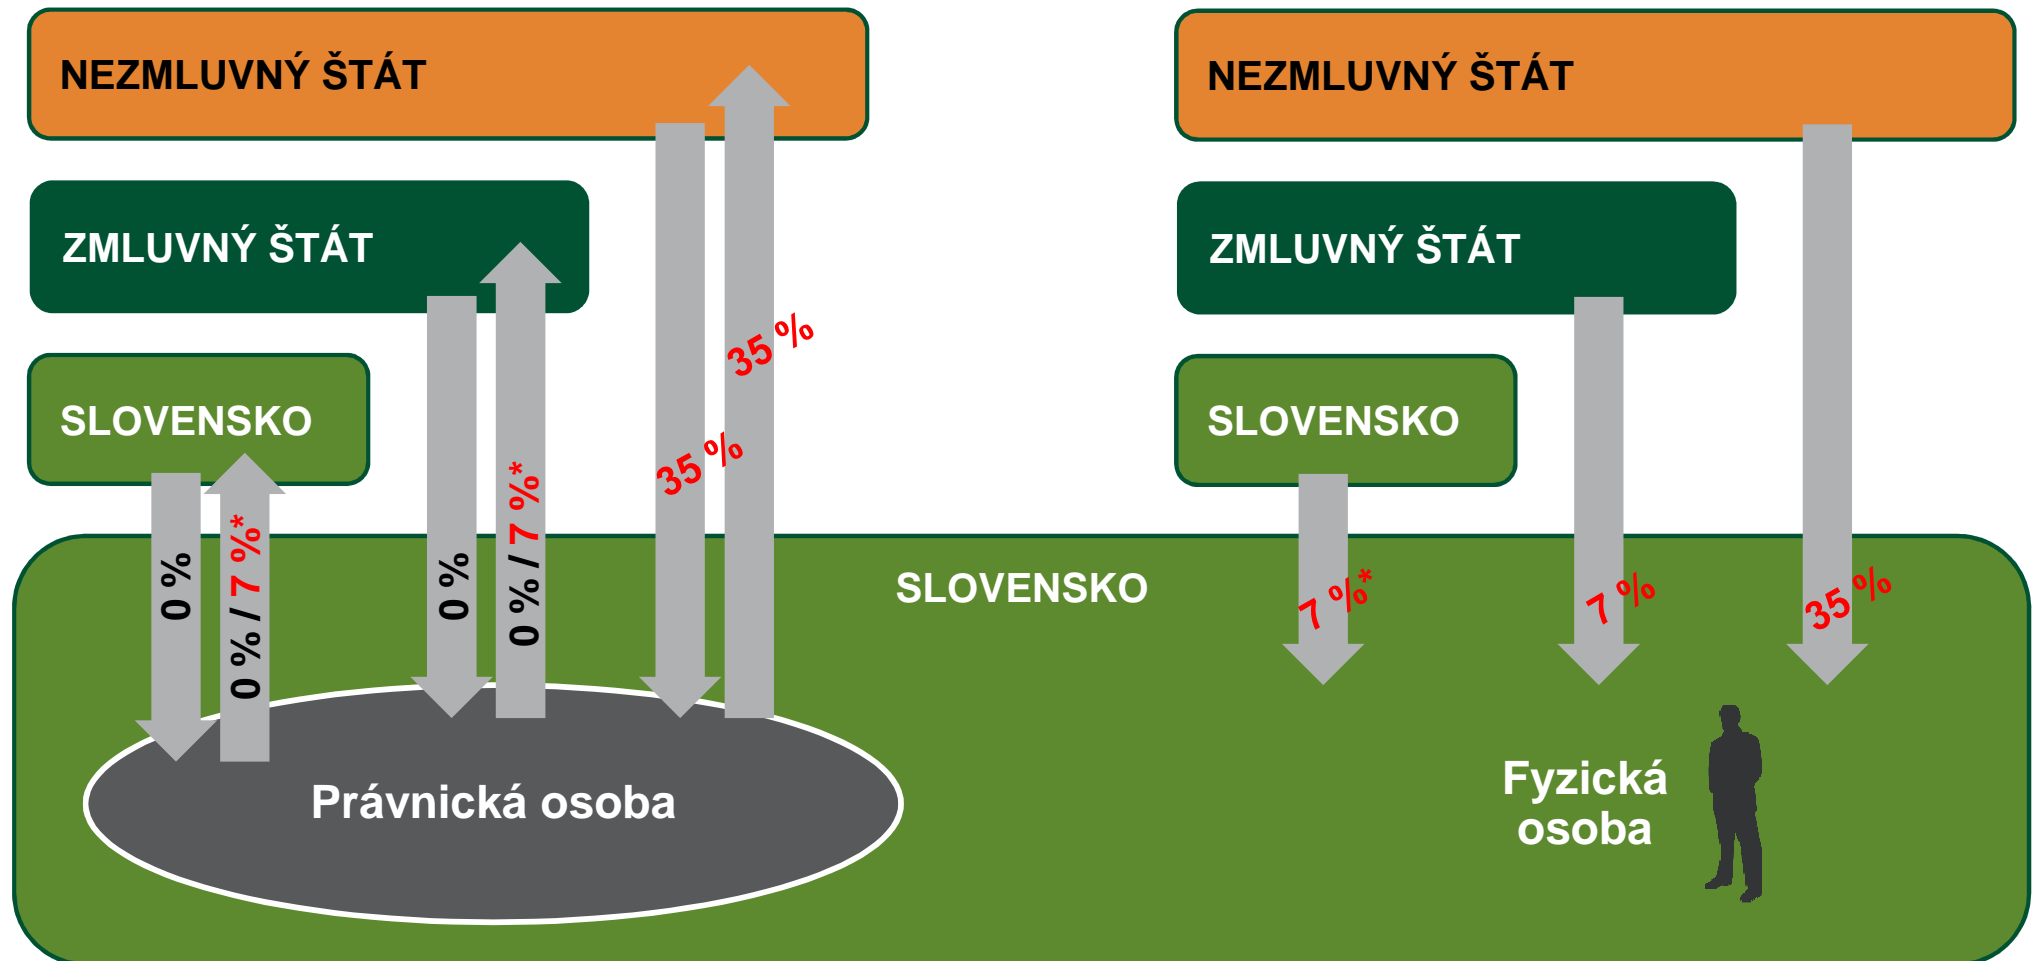 NEZMLUVNÝ ŠTÁT
ZMLUVNÝ ŠTÁT
SLOVENSKO
0 %
0 % / 7 %*
0 %
0 % / 7 %*
35 %
35 %
Právnická osoba
SLOVENSKO
NEZMLUVNÝ ŠTÁT
ZMLUVNÝ ŠTÁT
SLOVENSKO
7 %*
7 %
35 %
Fyzická
osoba